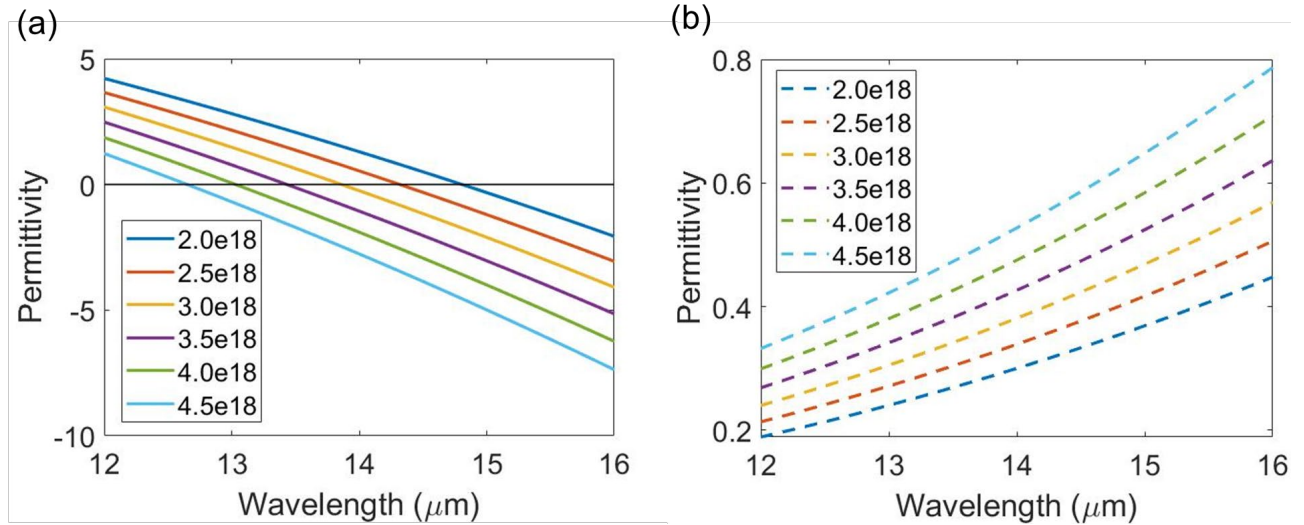 (a)
5
0
-5
-10
Permittivity
2.0e18
2.5e18
3.0e18
3.5e18
4.0e18
4.5e18
12 13 14 15 16
Wavelength (μm)
(b)
0.8
0.6
0.4
0.2
Permittivity
2.0e18
2.5e18
3.0e18
3.5e18
4.0e18
4.5e18
12 13 14 15 16
Wavelength (μm)